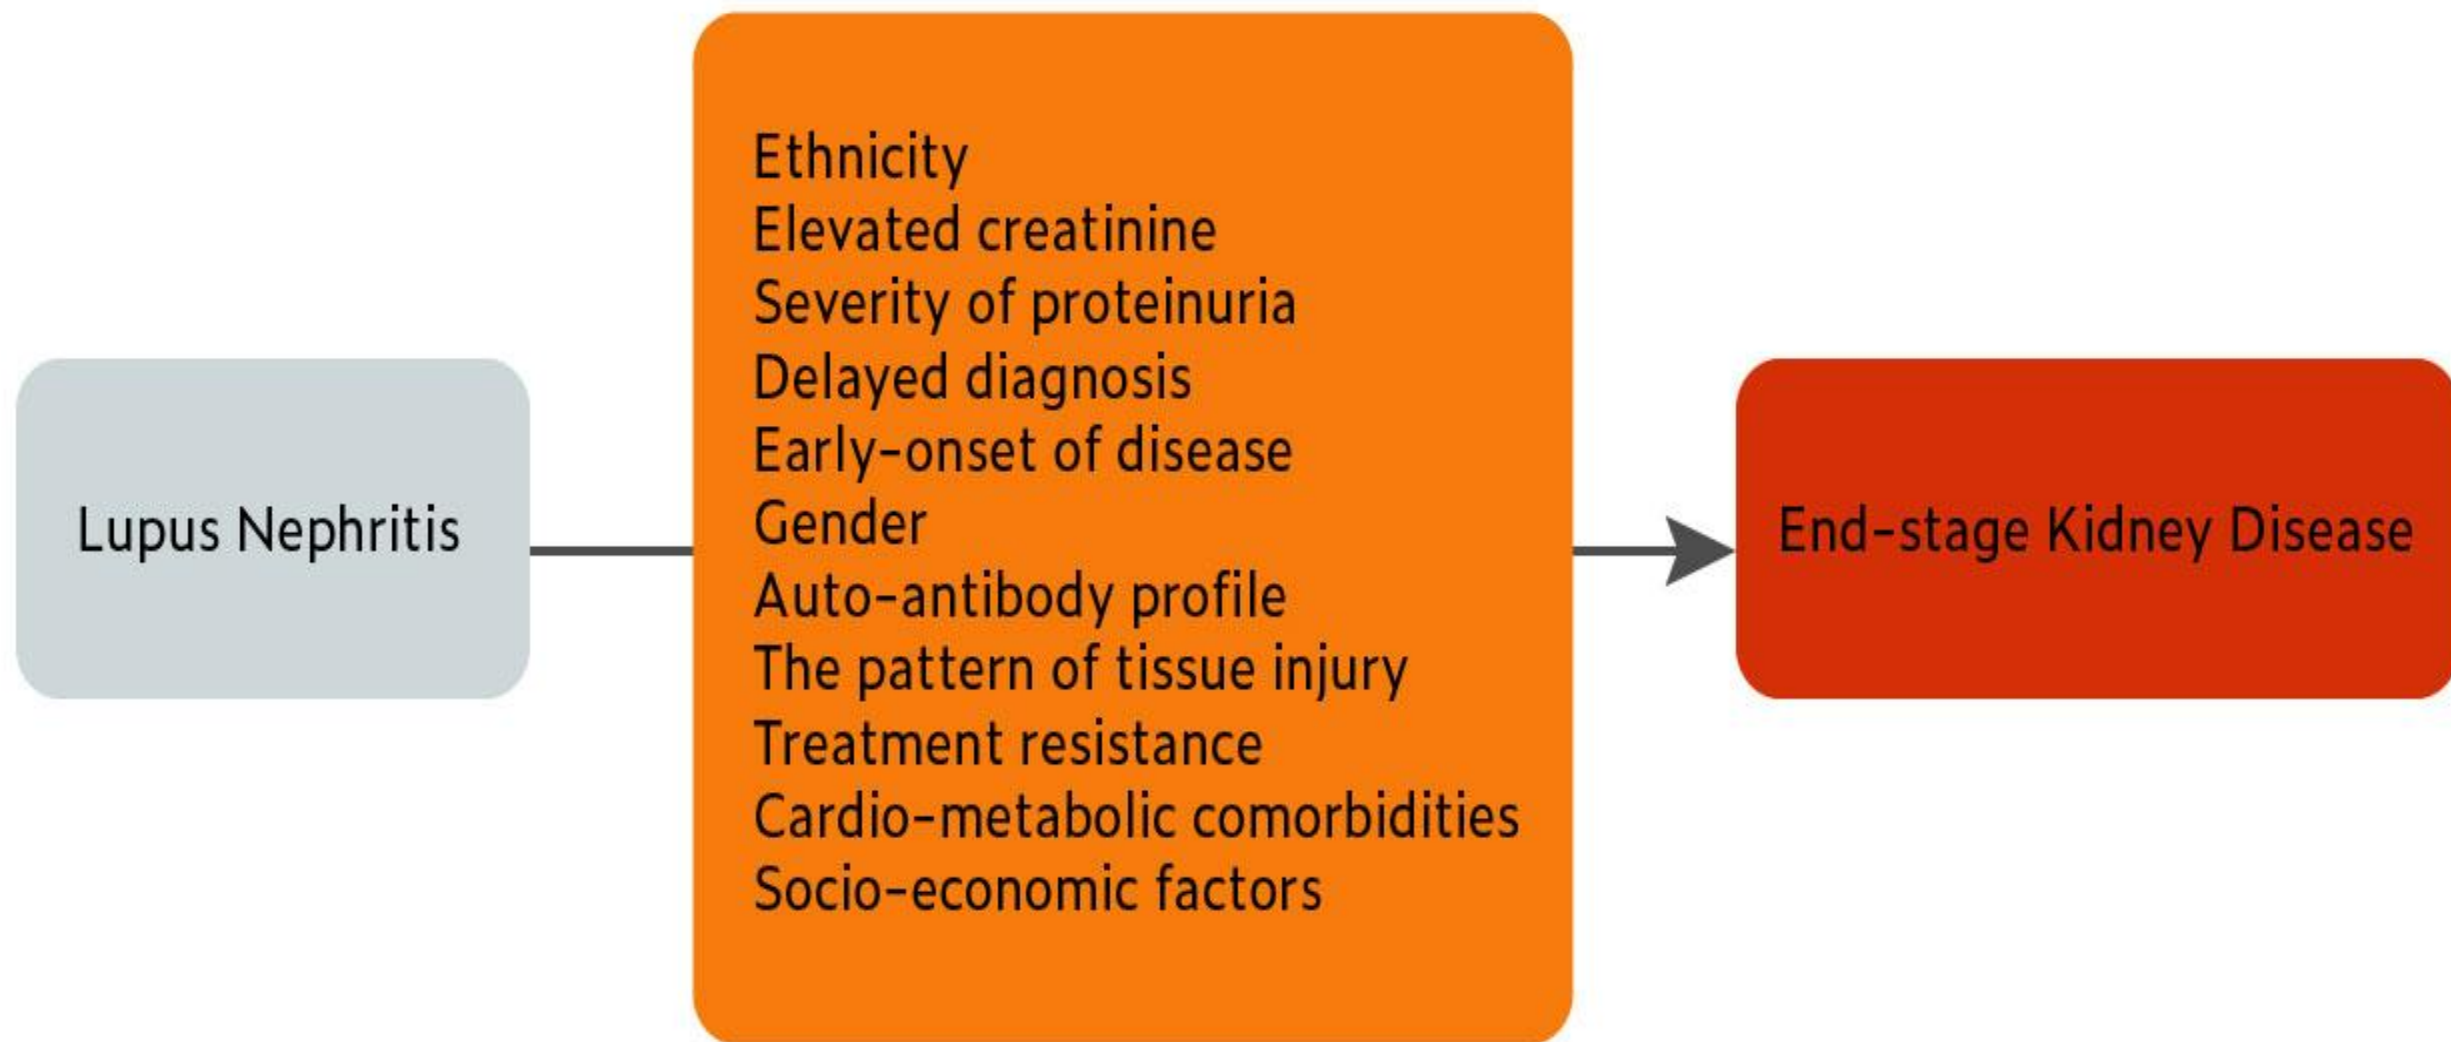 Lupus Nephritis
Ethnicity
Elevated creatinine
Severity of proteinuria
Delayed diagnosis
Early-onset of disease
Gender
Auto-antibody profile
The pattern of tissue injury
Treatment resistance
Cardio-metabolic comorbidities
Socio-economic factors
End-stage Kidney Disease